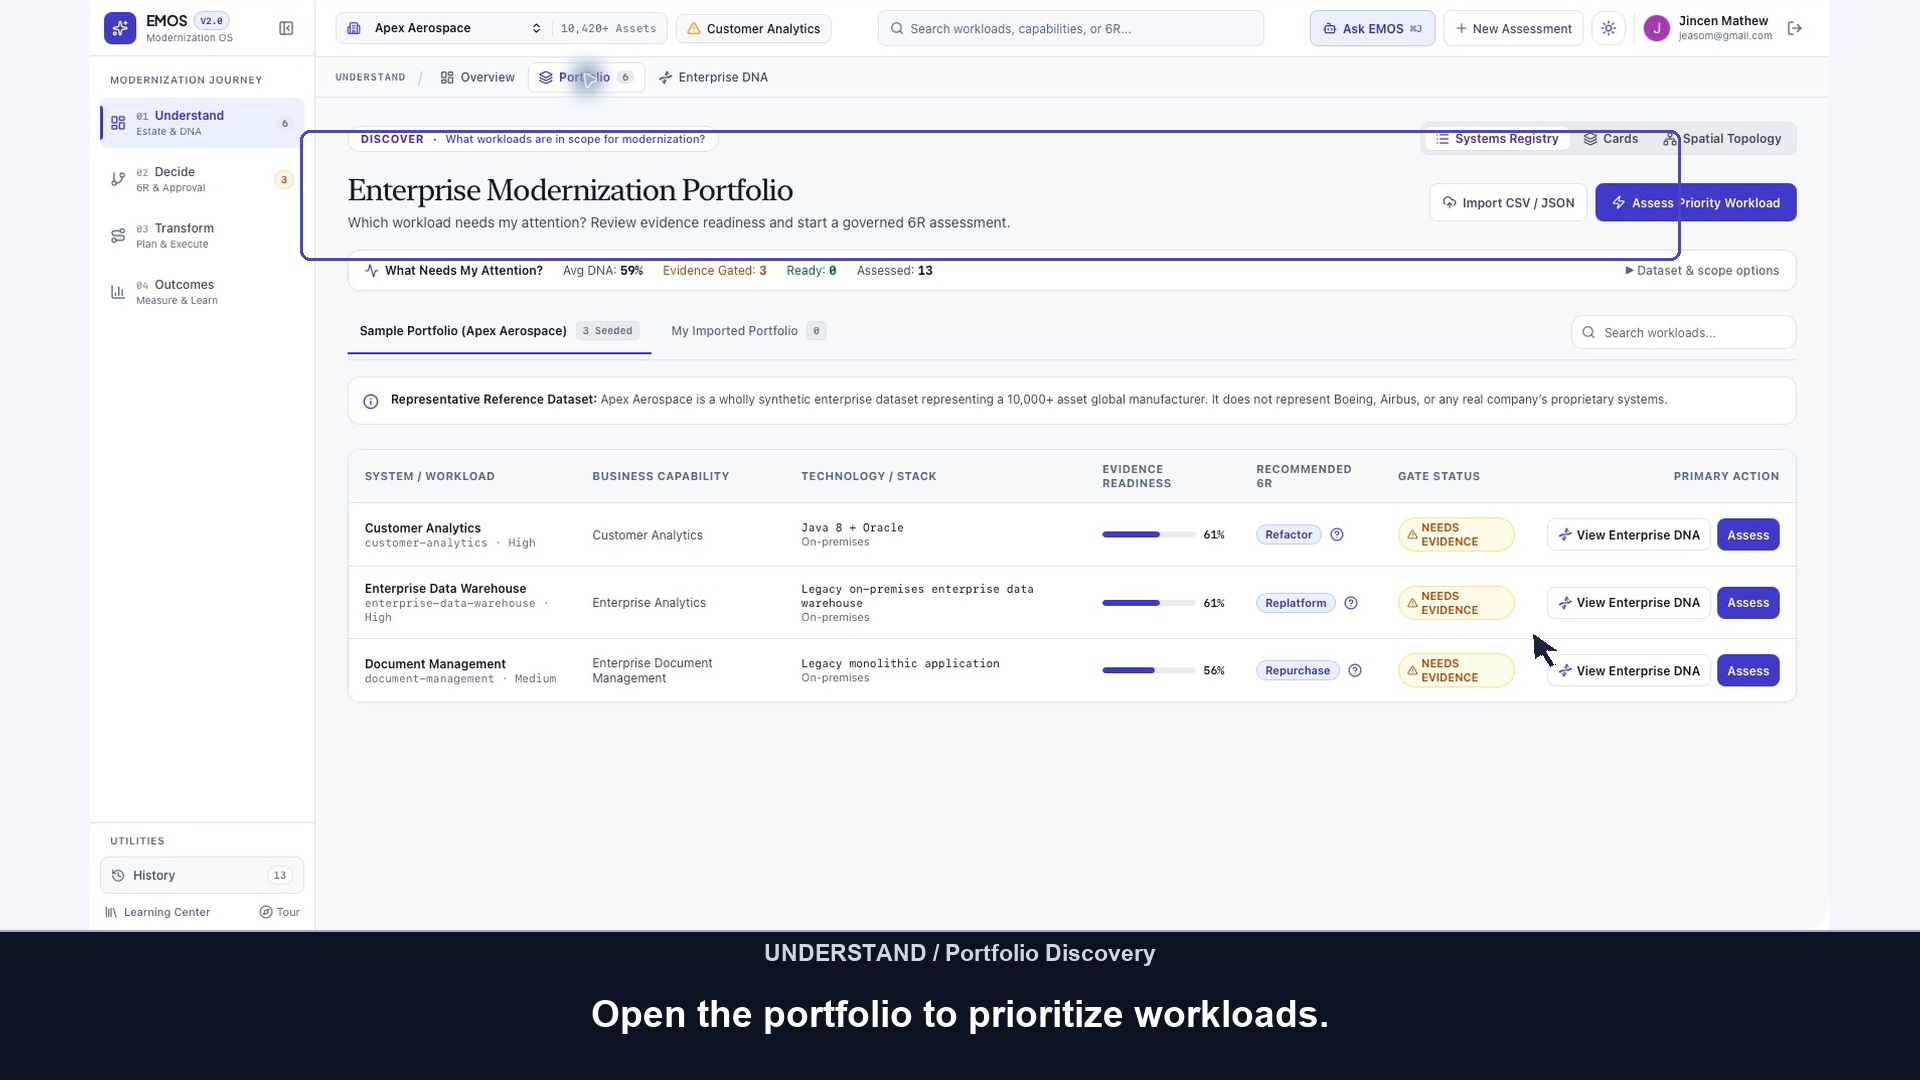 EMOS V2.0
Modernization OS
Apex Aerospace
10,420+ Assets
Customer Analytics
Search workloads, capabilities, or 6R...
Ask EMOS ⌘J
New Assessment
J
Jincen Mathew
jeasom@gmail.com
MODERNIZATION JOURNEY
01 Understand
Estate & DNA
6
02 Decide
6R & Approval
3
03 Transform
Plan & Execute
04 Outcomes
Measure & Learn
UTILITIES
History
13
Learning Center
Tour
UNDERSTAND / Overview
Portfolio 6
Enterprise DNA
DISCOVER · What workloads are in scope for modernization?
Systems Registry
Cards
Spatial Topology
Enterprise Modernization Portfolio
Which workload needs my attention? Review evidence readiness and start a governed 6R assessment.
Import CSV / JSON
Assess Priority Workload
What Needs My Attention? Avg DNA: 59% Evidence Gated: 3 Ready: 0 Assessed: 13
Dataset & scope options
Sample Portfolio (Apex Aerospace) 3 Seeded
My Imported Portfolio 0
Search workloads...
Representative Reference Dataset: Apex Aerospace is a wholly synthetic enterprise dataset representing a 10,000+ asset global manufacturer. It does not represent Boeing, Airbus, or any real company's proprietary systems.
SYSTEM / WORKLOAD
BUSINESS CAPABILITY
TECHNOLOGY / STACK
EVIDENCE
READINESS
RECOMMENDED
6R
GATE STATUS
PRIMARY ACTION
Customer Analytics
customer-analytics · High
Customer Analytics
Java 8 + Oracle
On-premises
61%
Refactor
NEEDS
EVIDENCE
View Enterprise DNA
Assess
Enterprise Data Warehouse
enterprise-data-warehouse ·
High
Enterprise Analytics
Legacy on-premises enterprise data
warehouse
On-premises
61%
Replatform
NEEDS
EVIDENCE
View Enterprise DNA
Assess
Document Management
document-management · Medium
Enterprise Document
Management
Legacy monolithic application
On-premises
56%
Repurchase
NEEDS
EVIDENCE
View Enterprise DNA
Assess
UNDERSTAND / Portfolio Discovery
Open the portfolio to prioritize workloads.